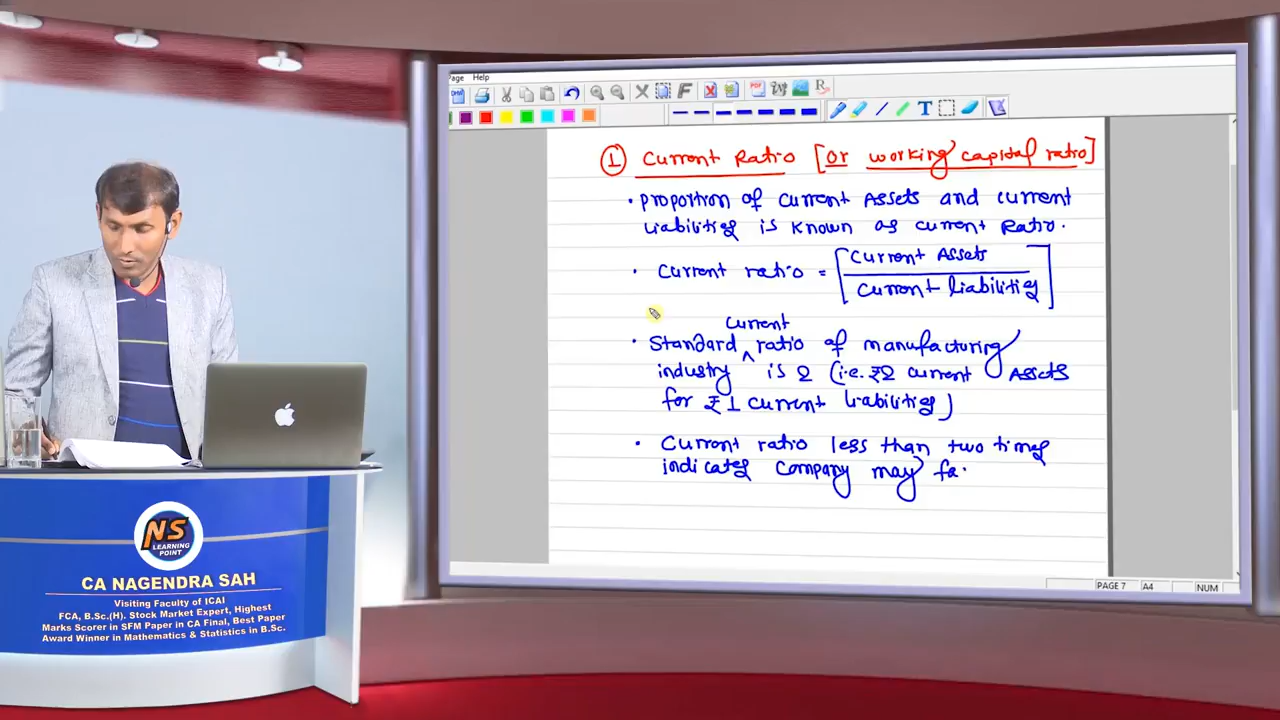 Page Help
PDF
T
① Current Ratio [or working capital ratio]
• proportion of current Assets and current
liabilities is known as current Ratio.
• Current ratio = [Current Assets
Current liabilities]
current
• Standard ^ ratio of manufacturing
industry is 2 (i.e. ₹2 current Assets
for ₹1 current liabilities)
• Current ratio less than two times
indicates company may fa
PAGE 7 A4 NUM
NS
LEARNING
POINT
CA NAGENDRA SAH
Visiting Faculty of ICAI
FCA, B.Sc.(H). Stock Market Expert, Highest
Marks Scorer in SFM Paper in CA Final, Best Paper
Award Winner in Mathematics & Statistics in B.Sc.